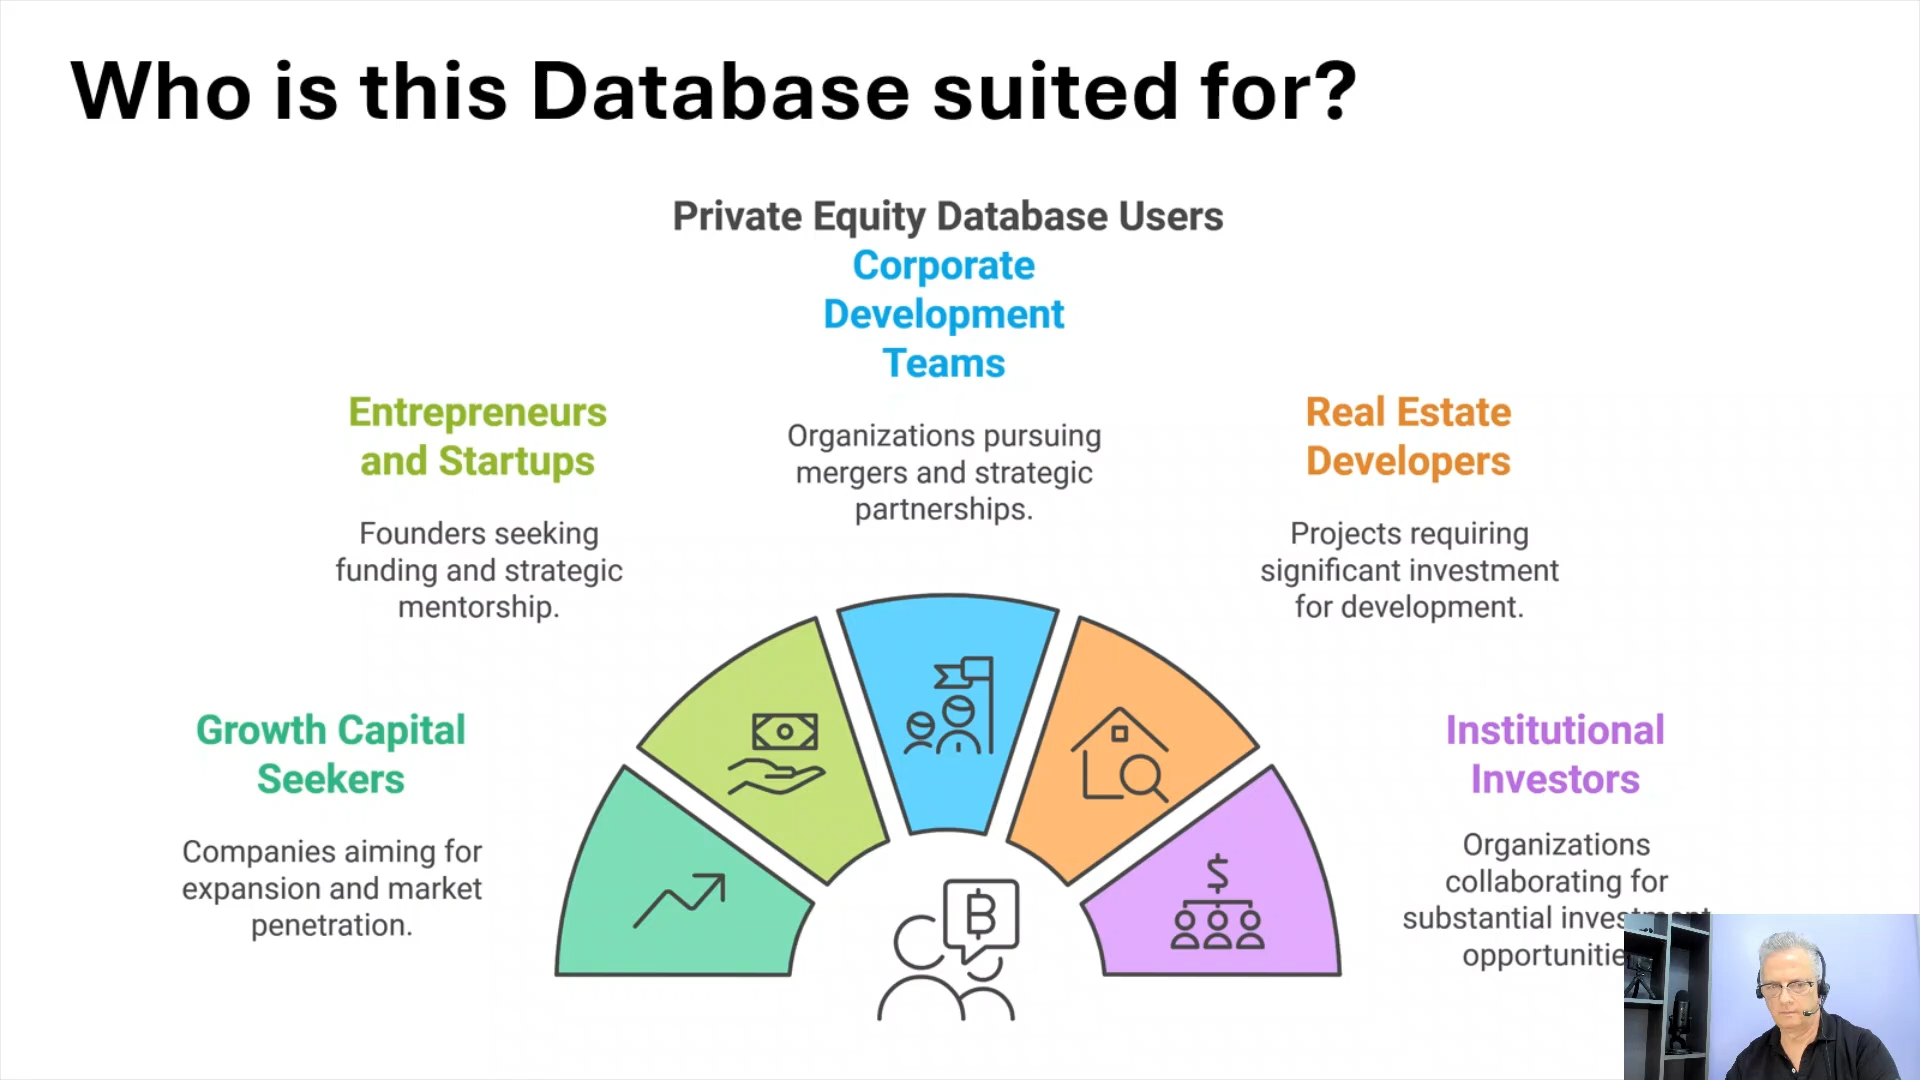 Who is this Database suited for?
Private Equity Database Users
Corporate
Development
Teams
Organizations pursuing
mergers and strategic
partnerships.
Entrepreneurs
and Startups
Founders seeking
funding and strategic
mentorship.
Real Estate
Developers
Projects requiring
significant investment
for development.
Growth Capital
Seekers
Companies aiming for
expansion and market
penetration.
Institutional
Investors
Organizations
collaborating for
substantial investment